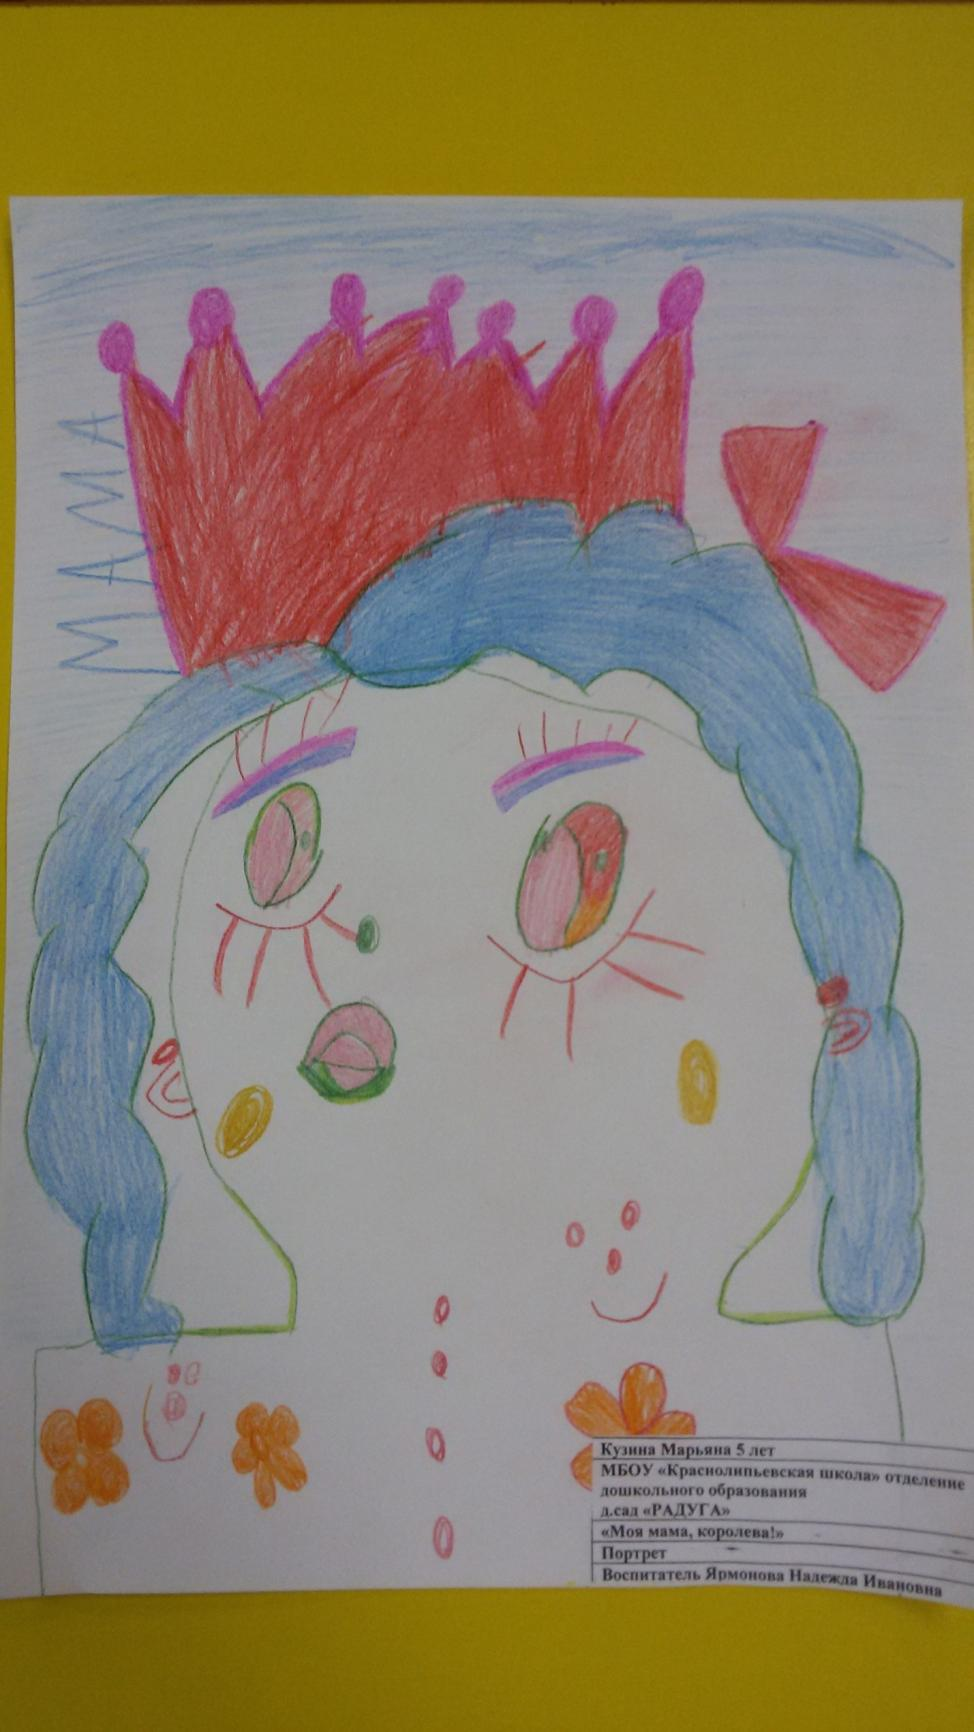 МАМА
Кузина Марьяна 5 лет
МБОУ «Краснолипьевская школа» отделение
дошкольного образования
д.сад «РАДУГА»
«Моя мама, королева!»
Портрет
Воспитатель Ярмонова Надежда Ивановна